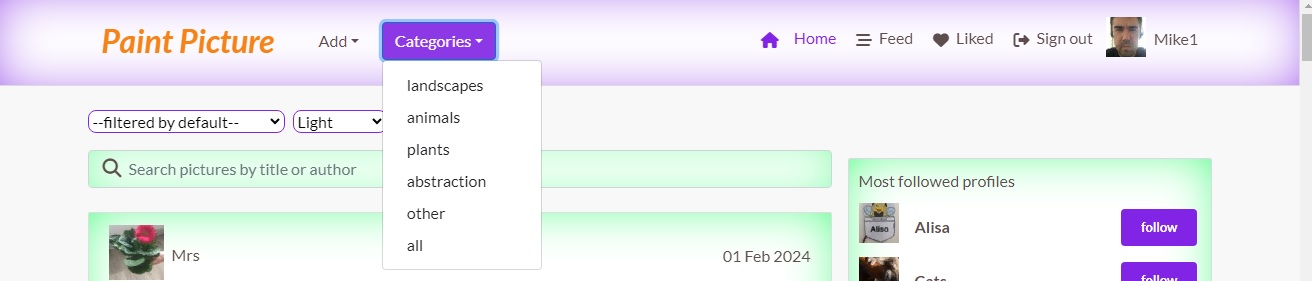 Paint Picture Add Categories Home Feed Liked Sign out Mike1
landscapes
animals
plants
abstraction
other
all
--filtered by default-- Light
Search pictures by title or author
Mrs 01 Feb 2024
Most followed profiles
Alisa Alisa follow
Cats follow